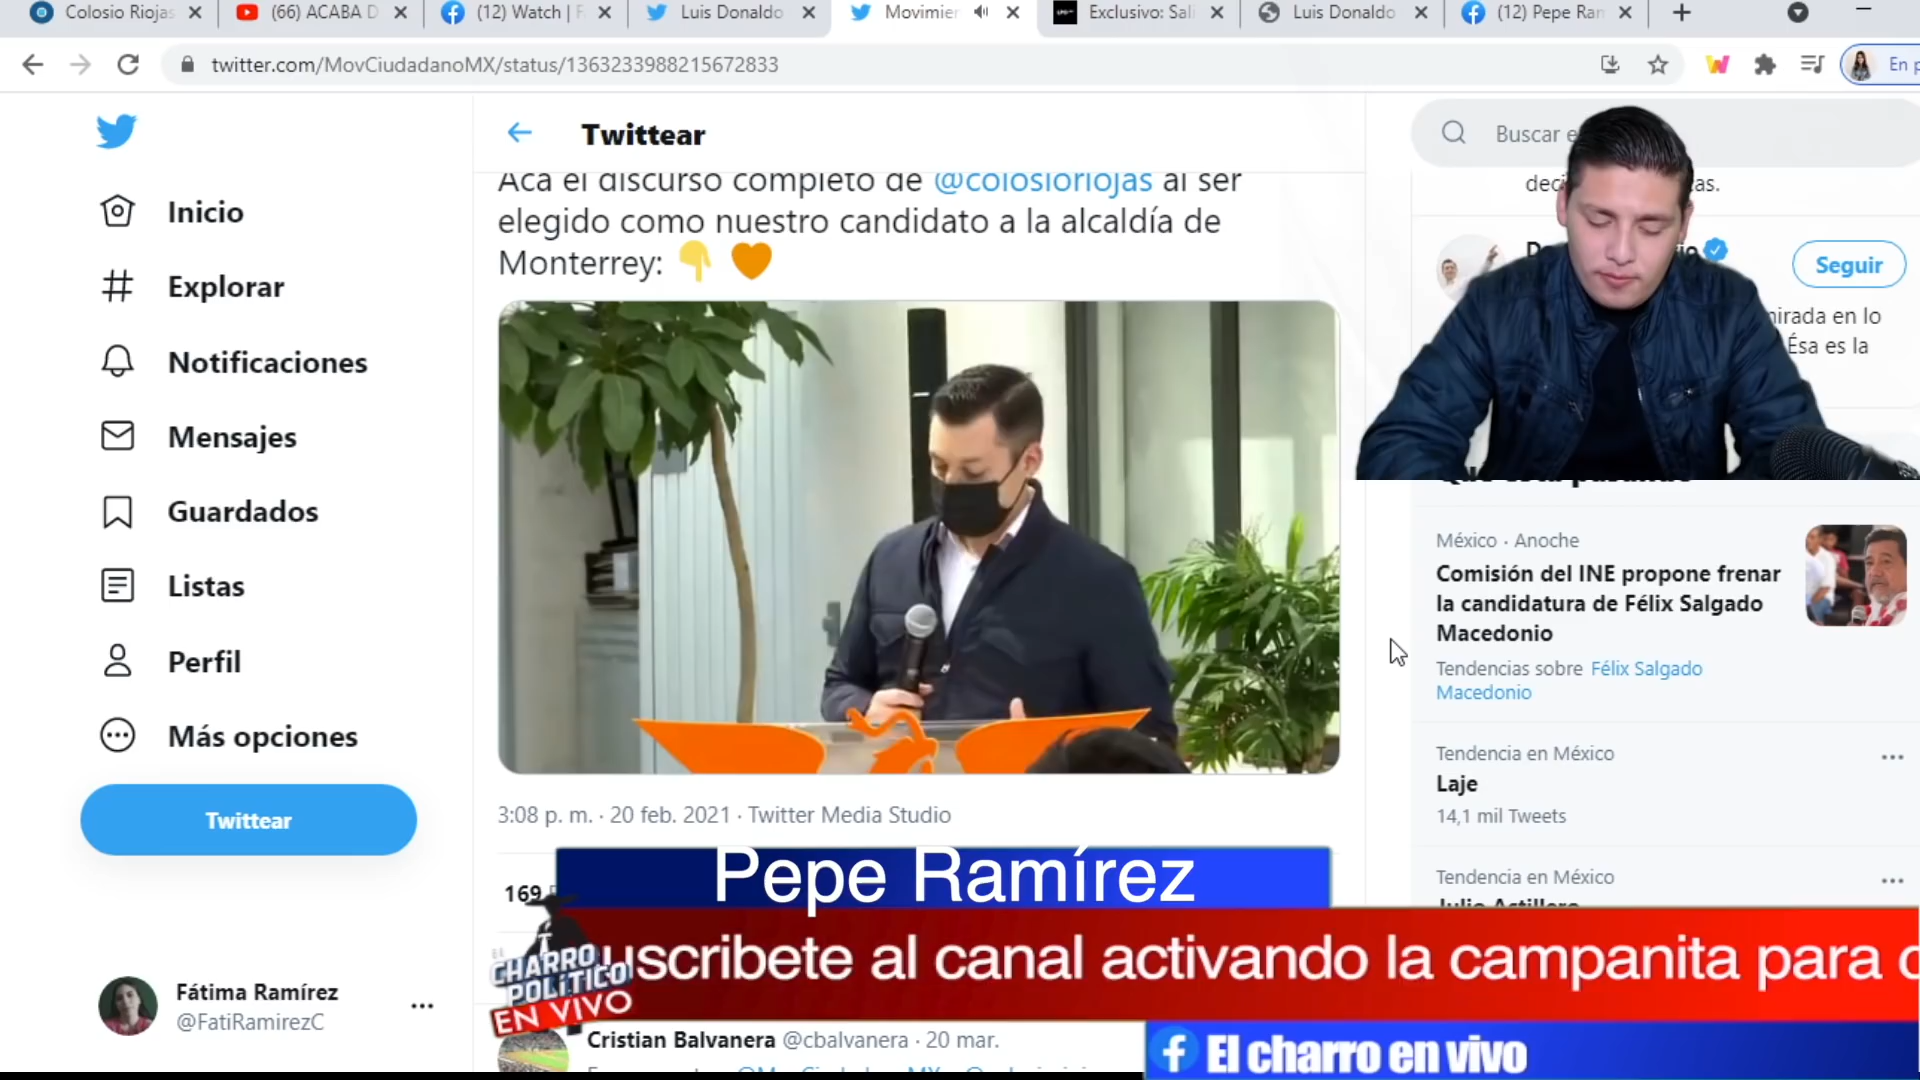 Colosio Riojas
(66) ACABA D
(12) Watch | F
Luis Donaldo
Movimier
Exclusivo: Sali
Luis Donaldo
(12) Pepe Ran
twitter.com/MovCiudadanoMX/status/1363233988215672833
En p
Twittear
Buscar e
Acá el discurso completo de @colosioriojas al ser
elegido como nuestro candidato a la alcaldía de
Monterrey: 👇 🧡
Inicio
Explorar
Notificaciones
Mensajes
Guardados
Listas
Perfil
Más opciones
Twittear
Fátima Ramírez
@FatiRamirezC
3:08 p. m. · 20 feb. 2021 · Twitter Media Studio
169
Cristian Balvanera @cbalvanera · 20 mar.
Seguir
mirada en lo
Ésa es la
México · Anoche
Comisión del INE propone frenar
la candidatura de Félix Salgado
Macedonio
Tendencias sobre Félix Salgado
Macedonio
Tendencia en México
Laje
14,1 mil Tweets
Tendencia en México
Julio Astillero
Pepe Ramírez
uscribete al canal activando la campanita para
EL
CHARRO
POLÍTICO
EN VIVO
El charro en vivo